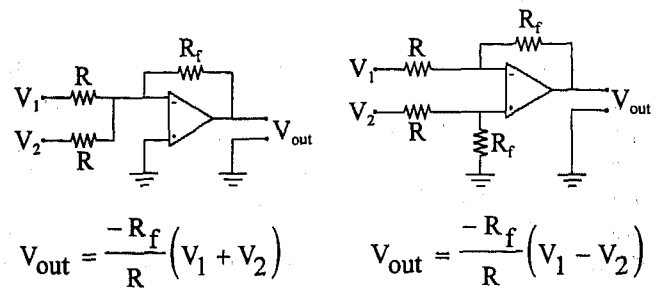 R_f
R
V_1
V_2
R
V_out
V_out = -R_f/R (V_1 + V_2)
R_f
R
V_1
V_2
R
R_f
V_out
V_out = -R_f/R (V_1 - V_2)